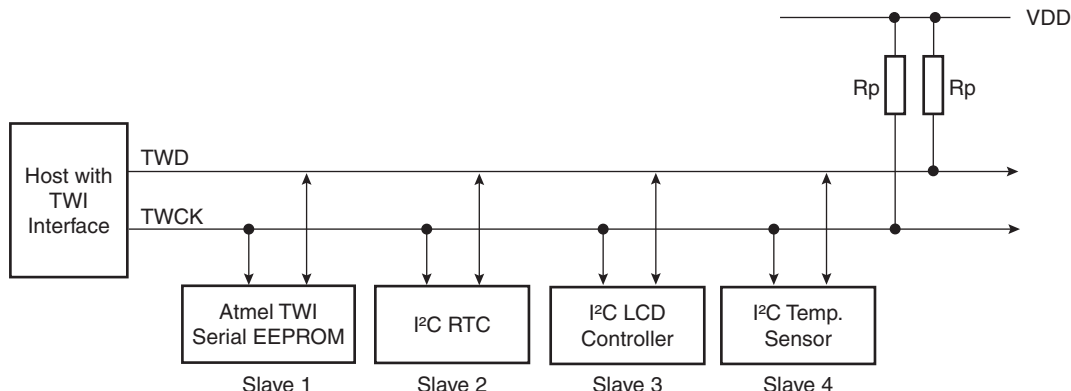 VDD
Rp Rp
Host with
TWI
Interface
TWD
TWCK
Atmel TWI
Serial EEPROM
Slave 1
I²C RTC
Slave 2
I²C LCD
Controller
Slave 3
I²C Temp.
Sensor
Slave 4